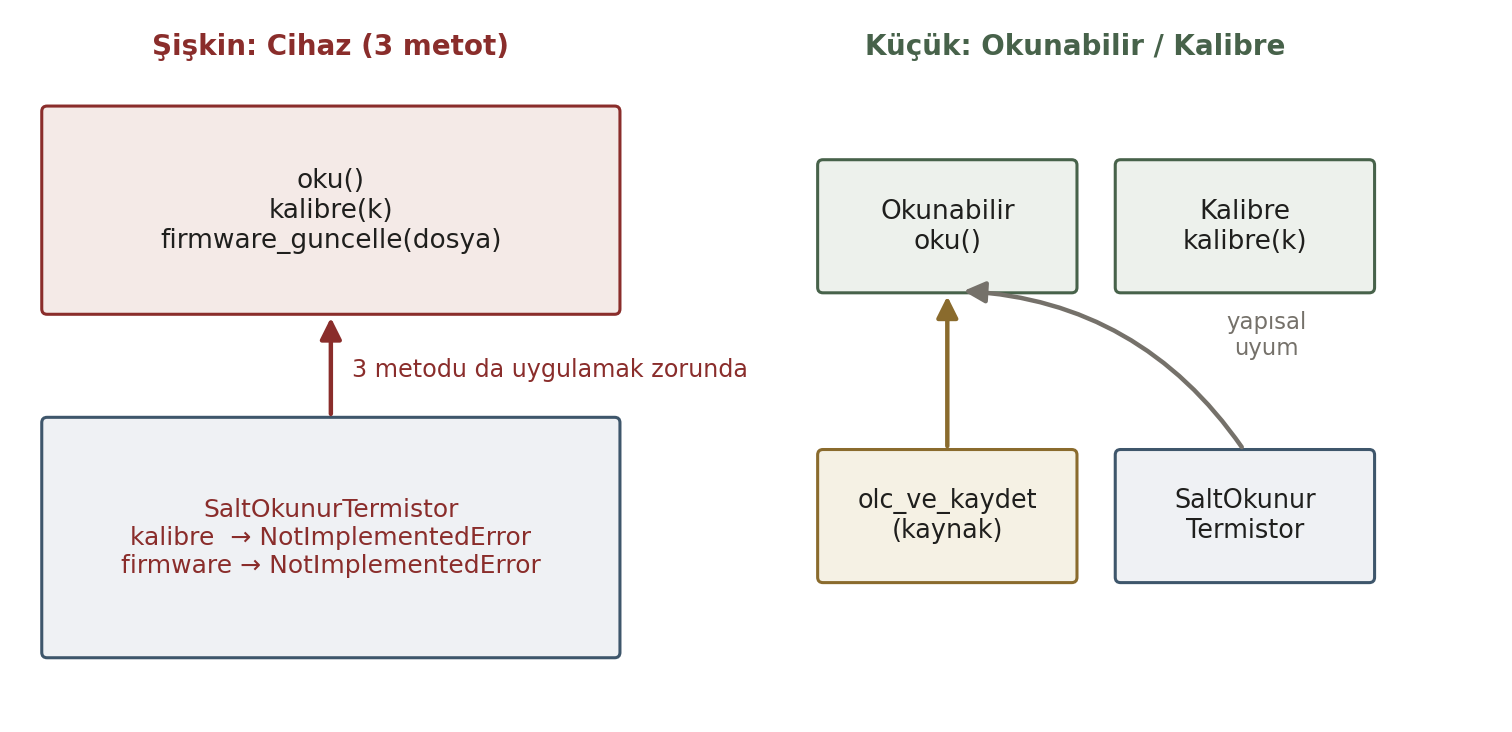 Şişkin: Cihaz (3 metot)
oku()
kalibre(k)
firmware_guncelle(dosya)
3 metodu da uygulamak zorunda
SaltOkunurTermistor
kalibre → NotImplementedError
firmware → NotImplementedError
Küçük: Okunabilir / Kalibre
Okunabilir
oku()
Kalibre
kalibre(k)
yapısal
uyum
olc_ve_kaydet
(kaynak)
SaltOkunur
Termistor